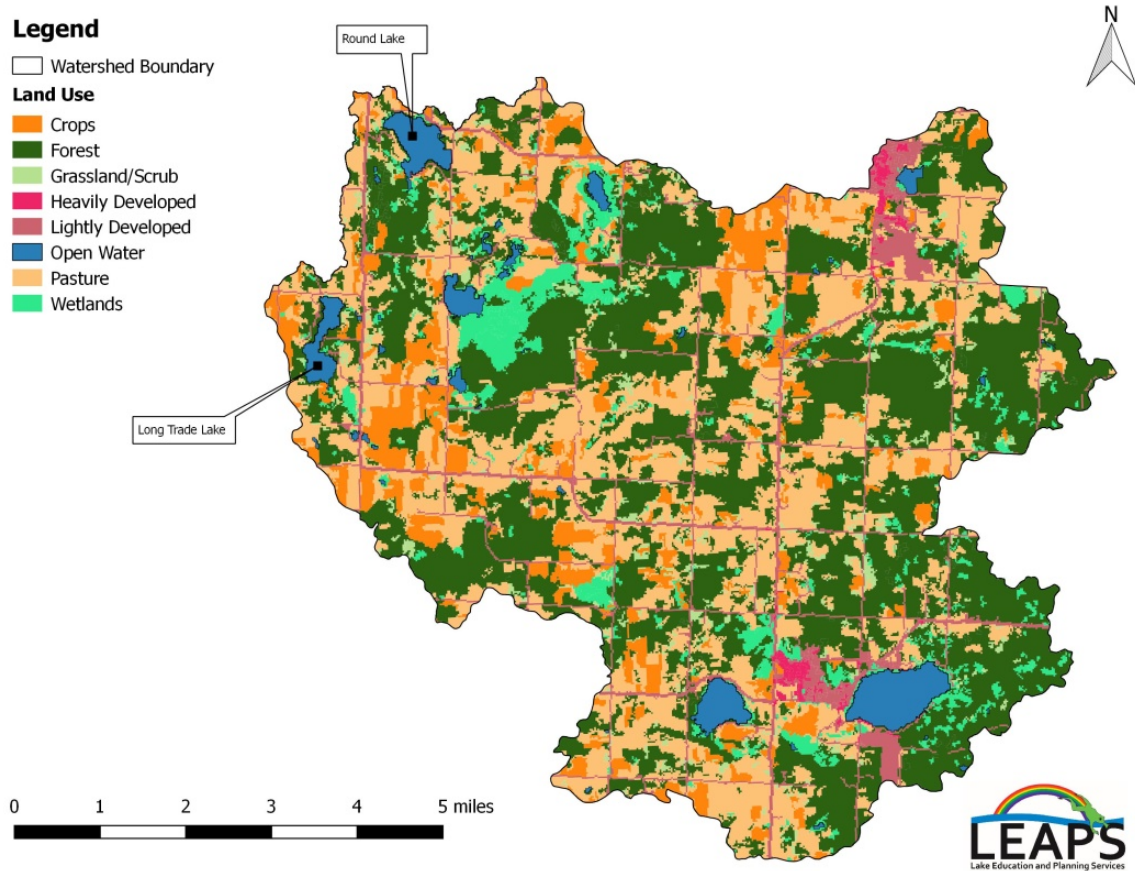 Legend
Watershed Boundary
Land Use
Crops
Forest
Grassland/Scrub
Heavily Developed
Lightly Developed
Open Water
Pasture
Wetlands
Round Lake
N
Long Trade Lake
0 1 2 3 4 5 miles
LEAPS
Lake Education and Planning Services